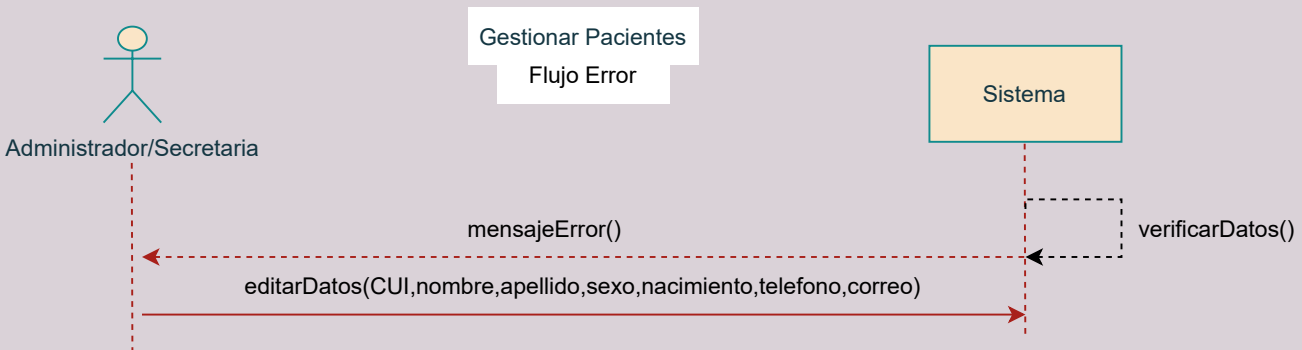 Gestionar Pacientes
Flujo Error
Sistema
Administrador/Secretaria
mensajeError()
verificarDatos()
editarDatos(CUI,nombre,apellido,sexo,nacimiento,telefono,correo)